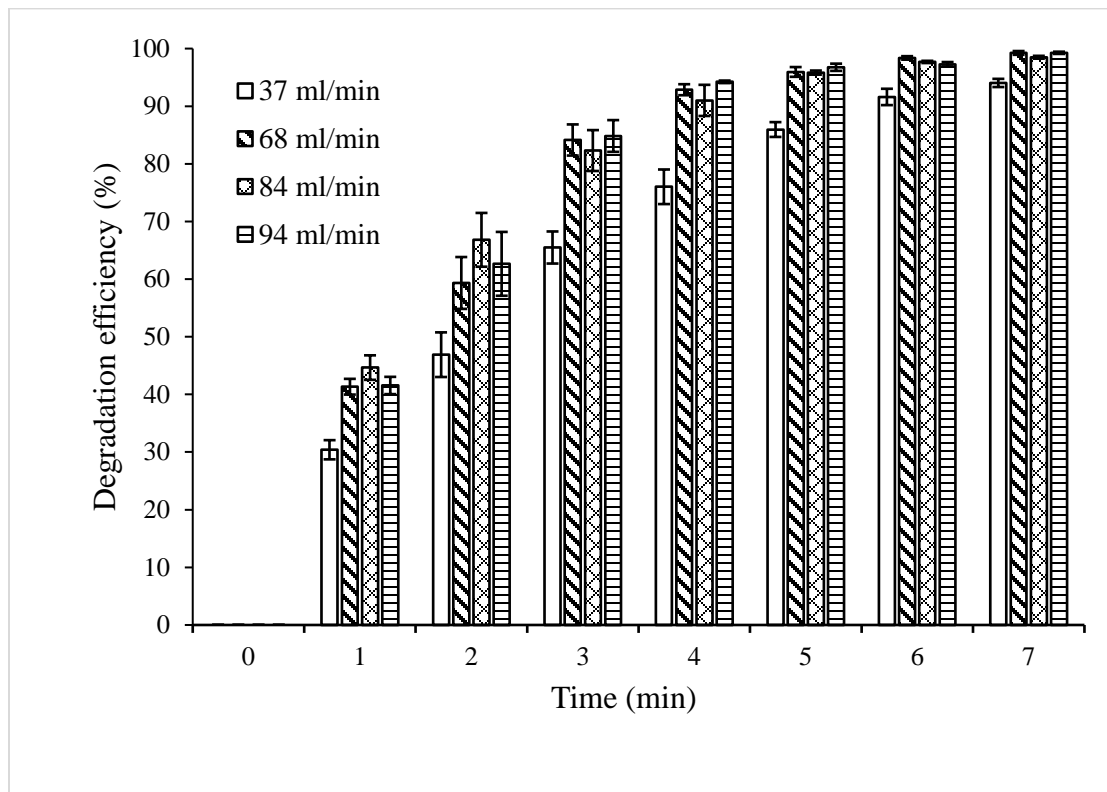 100
90
80
70
60
50
40
30
20
10
0
Degradation efficiency (%)
37 ml/min
68 ml/min
84 ml/min
94 ml/min
0 1 2 3 4 5 6 7
Time (min)